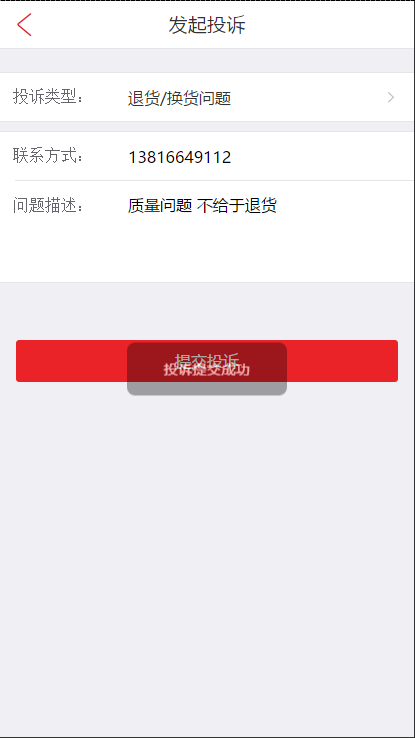 发起投诉
投诉类型： 退货/换货问题
联系方式： 13816649112
问题描述： 质量问题 不给于退货
提交投诉
投诉提交成功